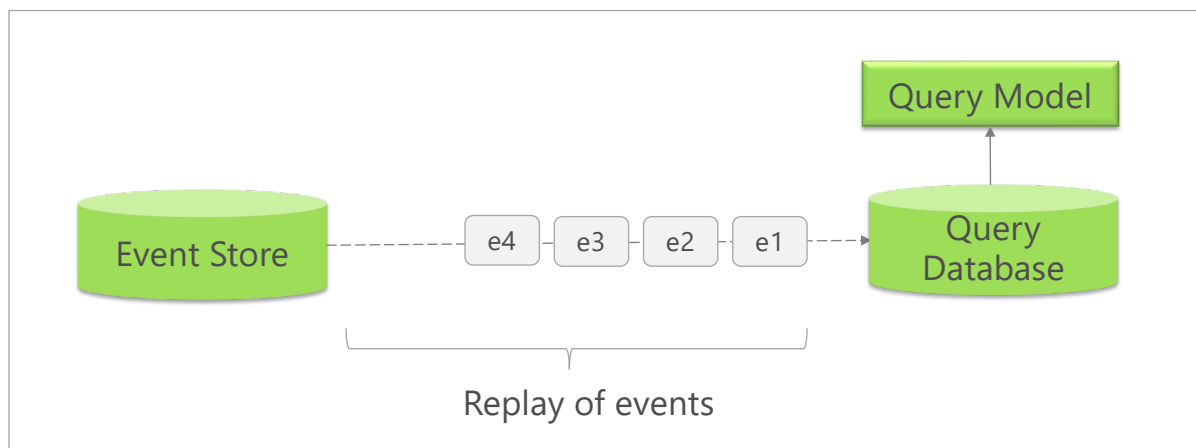 Query Model
Event Store
e4
e3
e2
e1
Query
Database
Replay of events